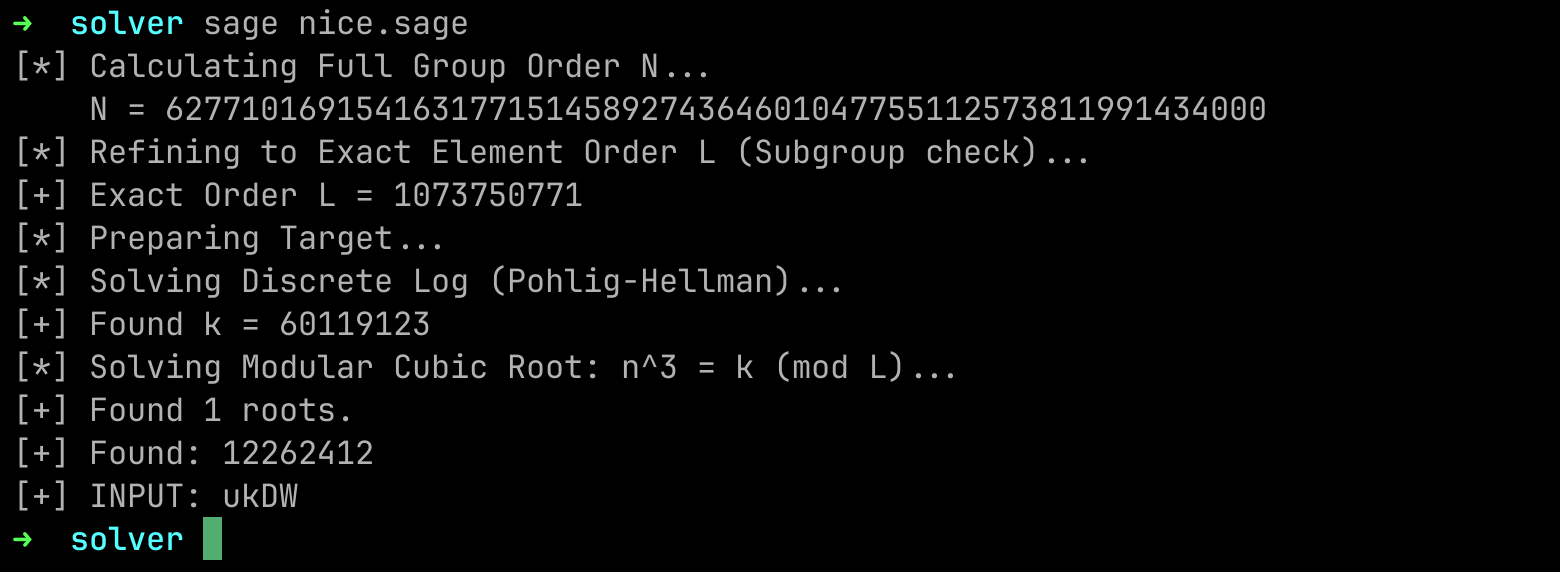 → solver sage nice.sage
[*] Calculating Full Group Order N...
    N = 6277101691541631771514589274364601047755112573811991434000
[*] Refining to Exact Element Order L (Subgroup check)...
[+] Exact Order L = 1073750771
[*] Preparing Target...
[*] Solving Discrete Log (Pohlig-Hellman)...
[+] Found k = 60119123
[*] Solving Modular Cubic Root: n^3 = k (mod L)...
[+] Found 1 roots.
[+] Found: 12262412
[+] INPUT: ukDW
→ solver